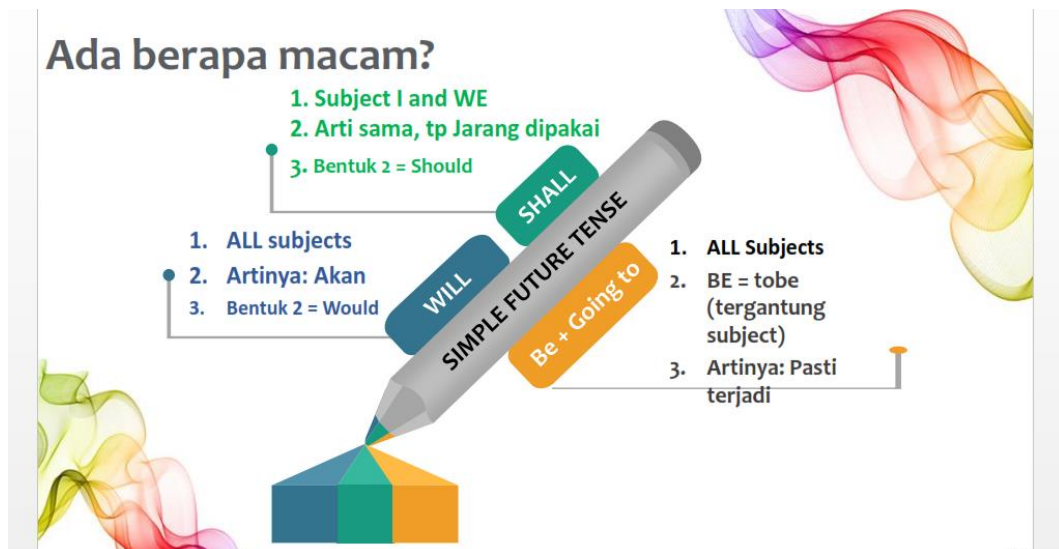 Ada berapa macam?
1. Subject I and WE
2. Arti sama, tp Jarang dipakai
3. Bentuk 2 = Should
SHALL
1. ALL subjects
2. Artinya: Akan
3. Bentuk 2 = Would
WILL
SIMPLE FUTURE TENSE
Be + Going to
1. ALL Subjects
2. BE = tobe
(tergantung
subject)
3. Artinya: Pasti
terjadi